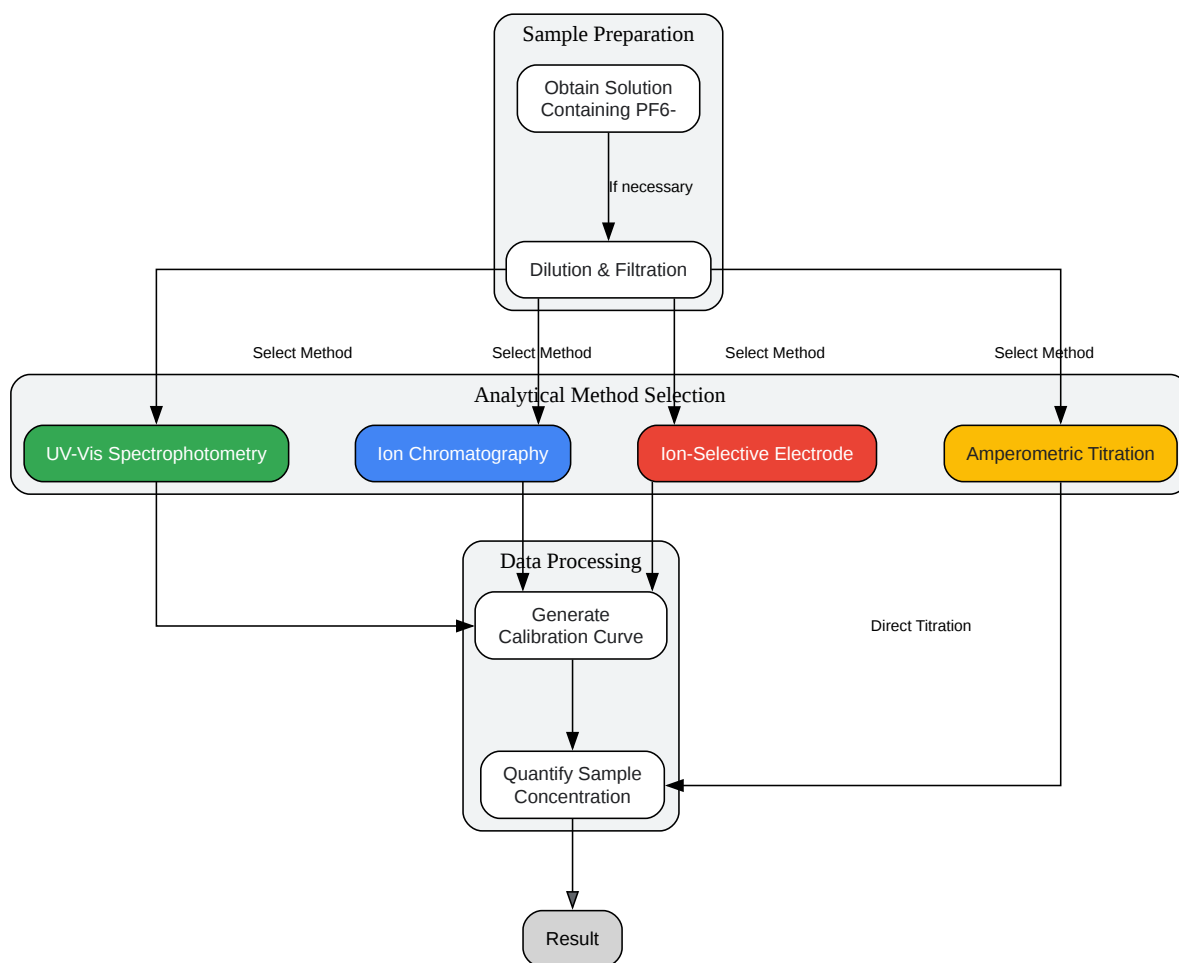 Sample Preparation
Obtain Solution
Containing PF6-
If necessary
Dilution & Filtration
Select Method
Select Method
Select Method
Select Method
Analytical Method Selection
UV-Vis Spectrophotometry
Ion Chromatography
Ion-Selective Electrode
Amperometric Titration
Data Processing
Generate
Calibration Curve
Direct Titration
Quantify Sample
Concentration
Result